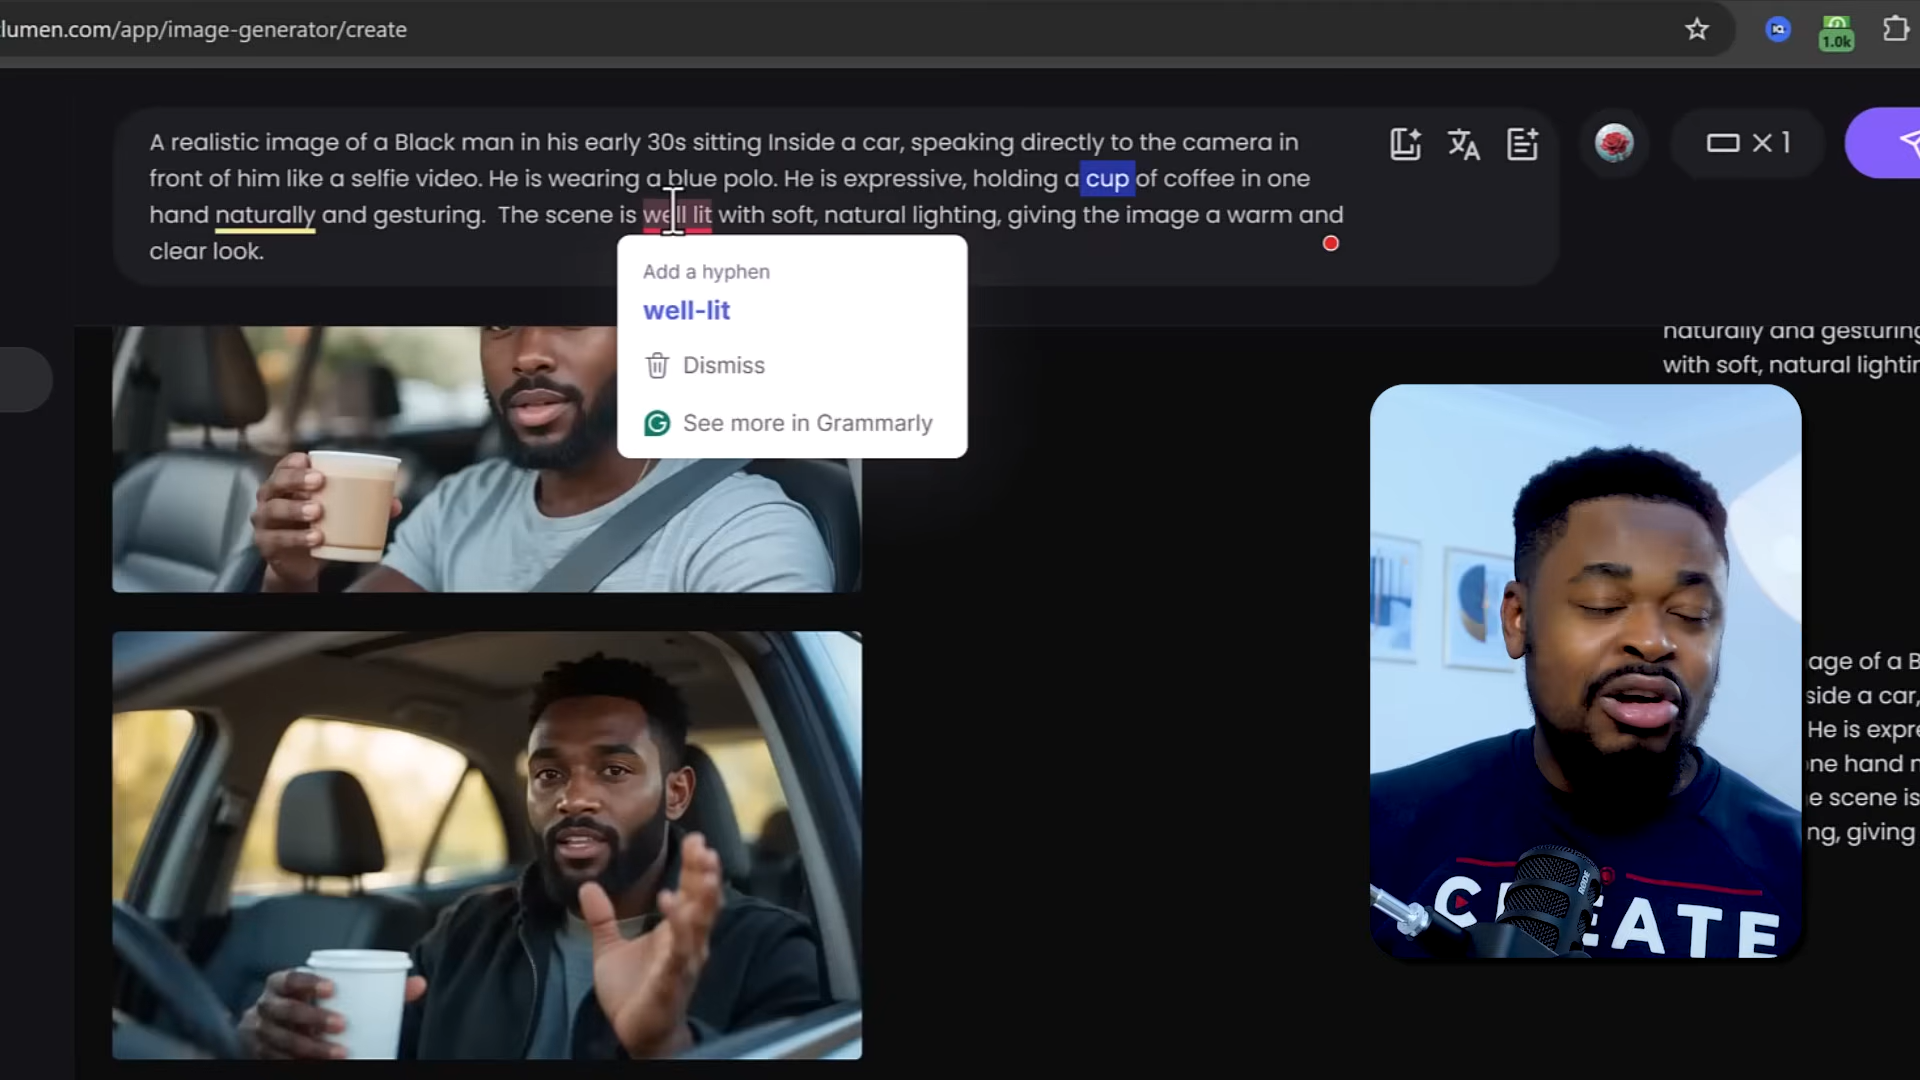 lumen.com/app/image-generator/create
1.0k
A realistic image of a Black man in his early 30s sitting Inside a car, speaking directly to the camera in
front of him like a selfie video. He is wearing a blue polo. He is expressive, holding a cup of coffee in one
hand naturally and gesturing.  The scene is well lit with soft, natural lighting, giving the image a warm and
clear look.
× 1
Add a hyphen
well-lit
Dismiss
See more in Grammarly
naturally and gesturing
with soft, natural lightin
age of a B
side a car,
He is expre
ne hand n
e scene is
ng, giving
RØDE
CREATE